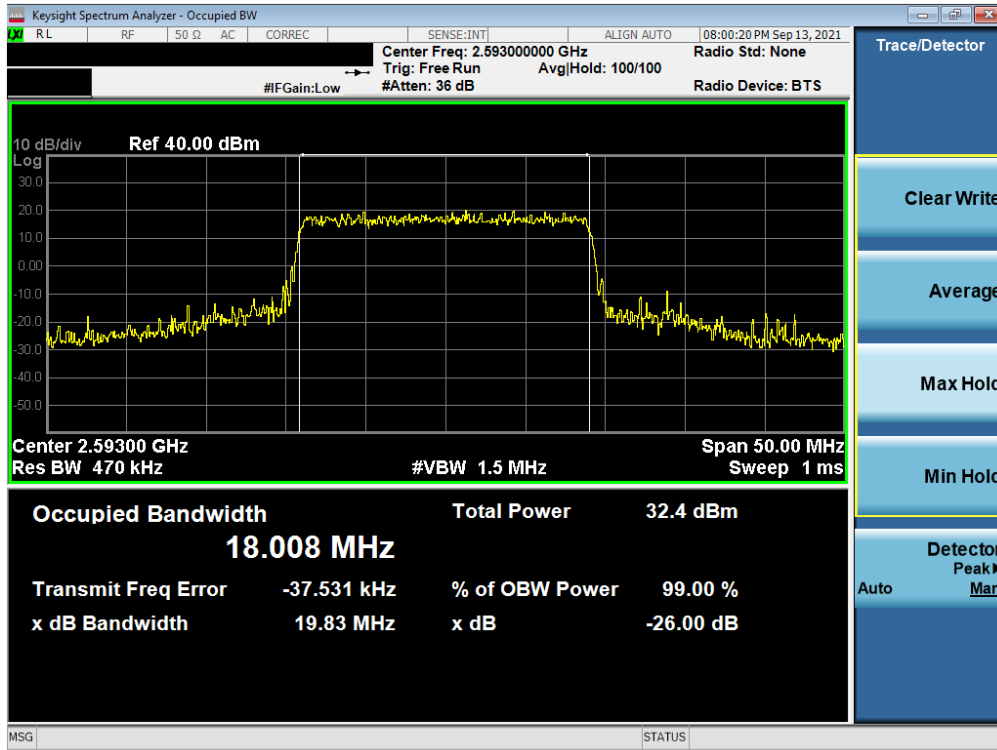 Keysight Spectrum Analyzer - Occupied BW
LXI RL RF 50 Ω AC CORREC SENSE:INT ALIGN AUTO 08:00:20 PM Sep 13, 2021
Center Freq: 2.593000000 GHz Radio Std: None
Trig: Free Run Avg|Hold: 100/100
#IFGain:Low #Atten: 36 dB Radio Device: BTS
Trace/Detector
10 dB/div Ref 40.00 dBm
Log
30.0
20.0
10.0
0.00
-10.0
-20.0
-30.0
-40.0
-50.0
Center 2.59300 GHz Span 50.00 MHz
Res BW 470 kHz #VBW 1.5 MHz Sweep 1 ms
Occupied Bandwidth Total Power 32.4 dBm
18.008 MHz
Transmit Freq Error -37.531 kHz % of OBW Power 99.00 %
x dB Bandwidth 19.83 MHz x dB -26.00 dB
Clear Write
Average
Max Hold
Min Hold
Detector
Peak
Auto Man
MSG STATUS